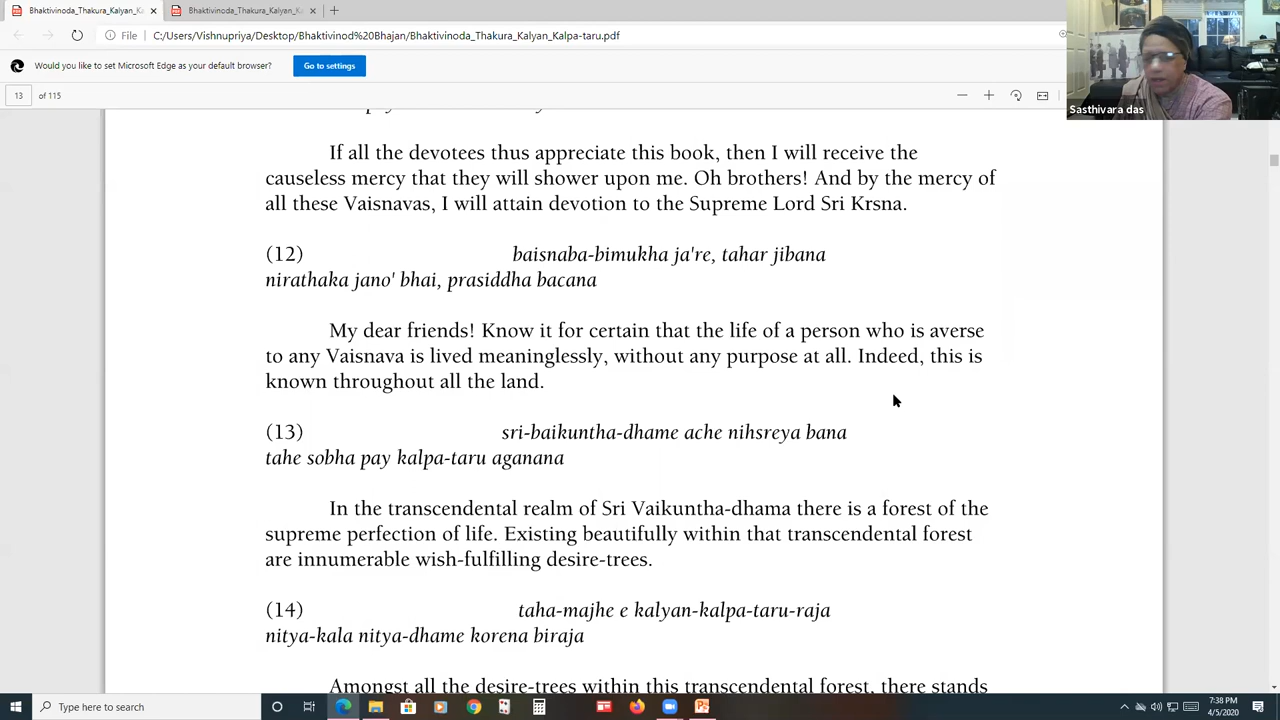 Bhaktivinoda_Thakura_Kalyan_Ka
Bhaktivinoda_Thakura_Kalyan_K
File
C:/Users/Vishnupriya/Desktop/Bhaktivinod%20Bhajan/Bhaktivinoda_Thakura_Kalyan_Kalpa-taru.pdf
Would you like to set Microsoft Edge as your default browser?
Go to settings
13 of 115
Sasthivara das
If all the devotees thus appreciate this book, then I will receive the
causeless mercy that they will shower upon me. Oh brothers! And by the mercy of
all these Vaisnavas, I will attain devotion to the Supreme Lord Sri Krsna.
(12) baisnaba-bimukha ja're, tahar jibana
nirathaka jano' bhai, prasiddha bacana
My dear friends! Know it for certain that the life of a person who is averse
to any Vaisnava is lived meaninglessly, without any purpose at all. Indeed, this is
known throughout all the land.
(13) sri-baikuntha-dhame ache nihsreya bana
tahe sobha pay kalpa-taru aganana
In the transcendental realm of Sri Vaikuntha-dhama there is a forest of the
supreme perfection of life. Existing beautifully within that transcendental forest
are innumerable wish-fulfilling desire-trees.
(14) taha-majhe e kalyan-kalpa-taru-raja
nitya-kala nitya-dhame korena biraja
Amongst all the desire-trees within this transcendental forest, there stands
Type here to search
7:38 PM
4/5/2020